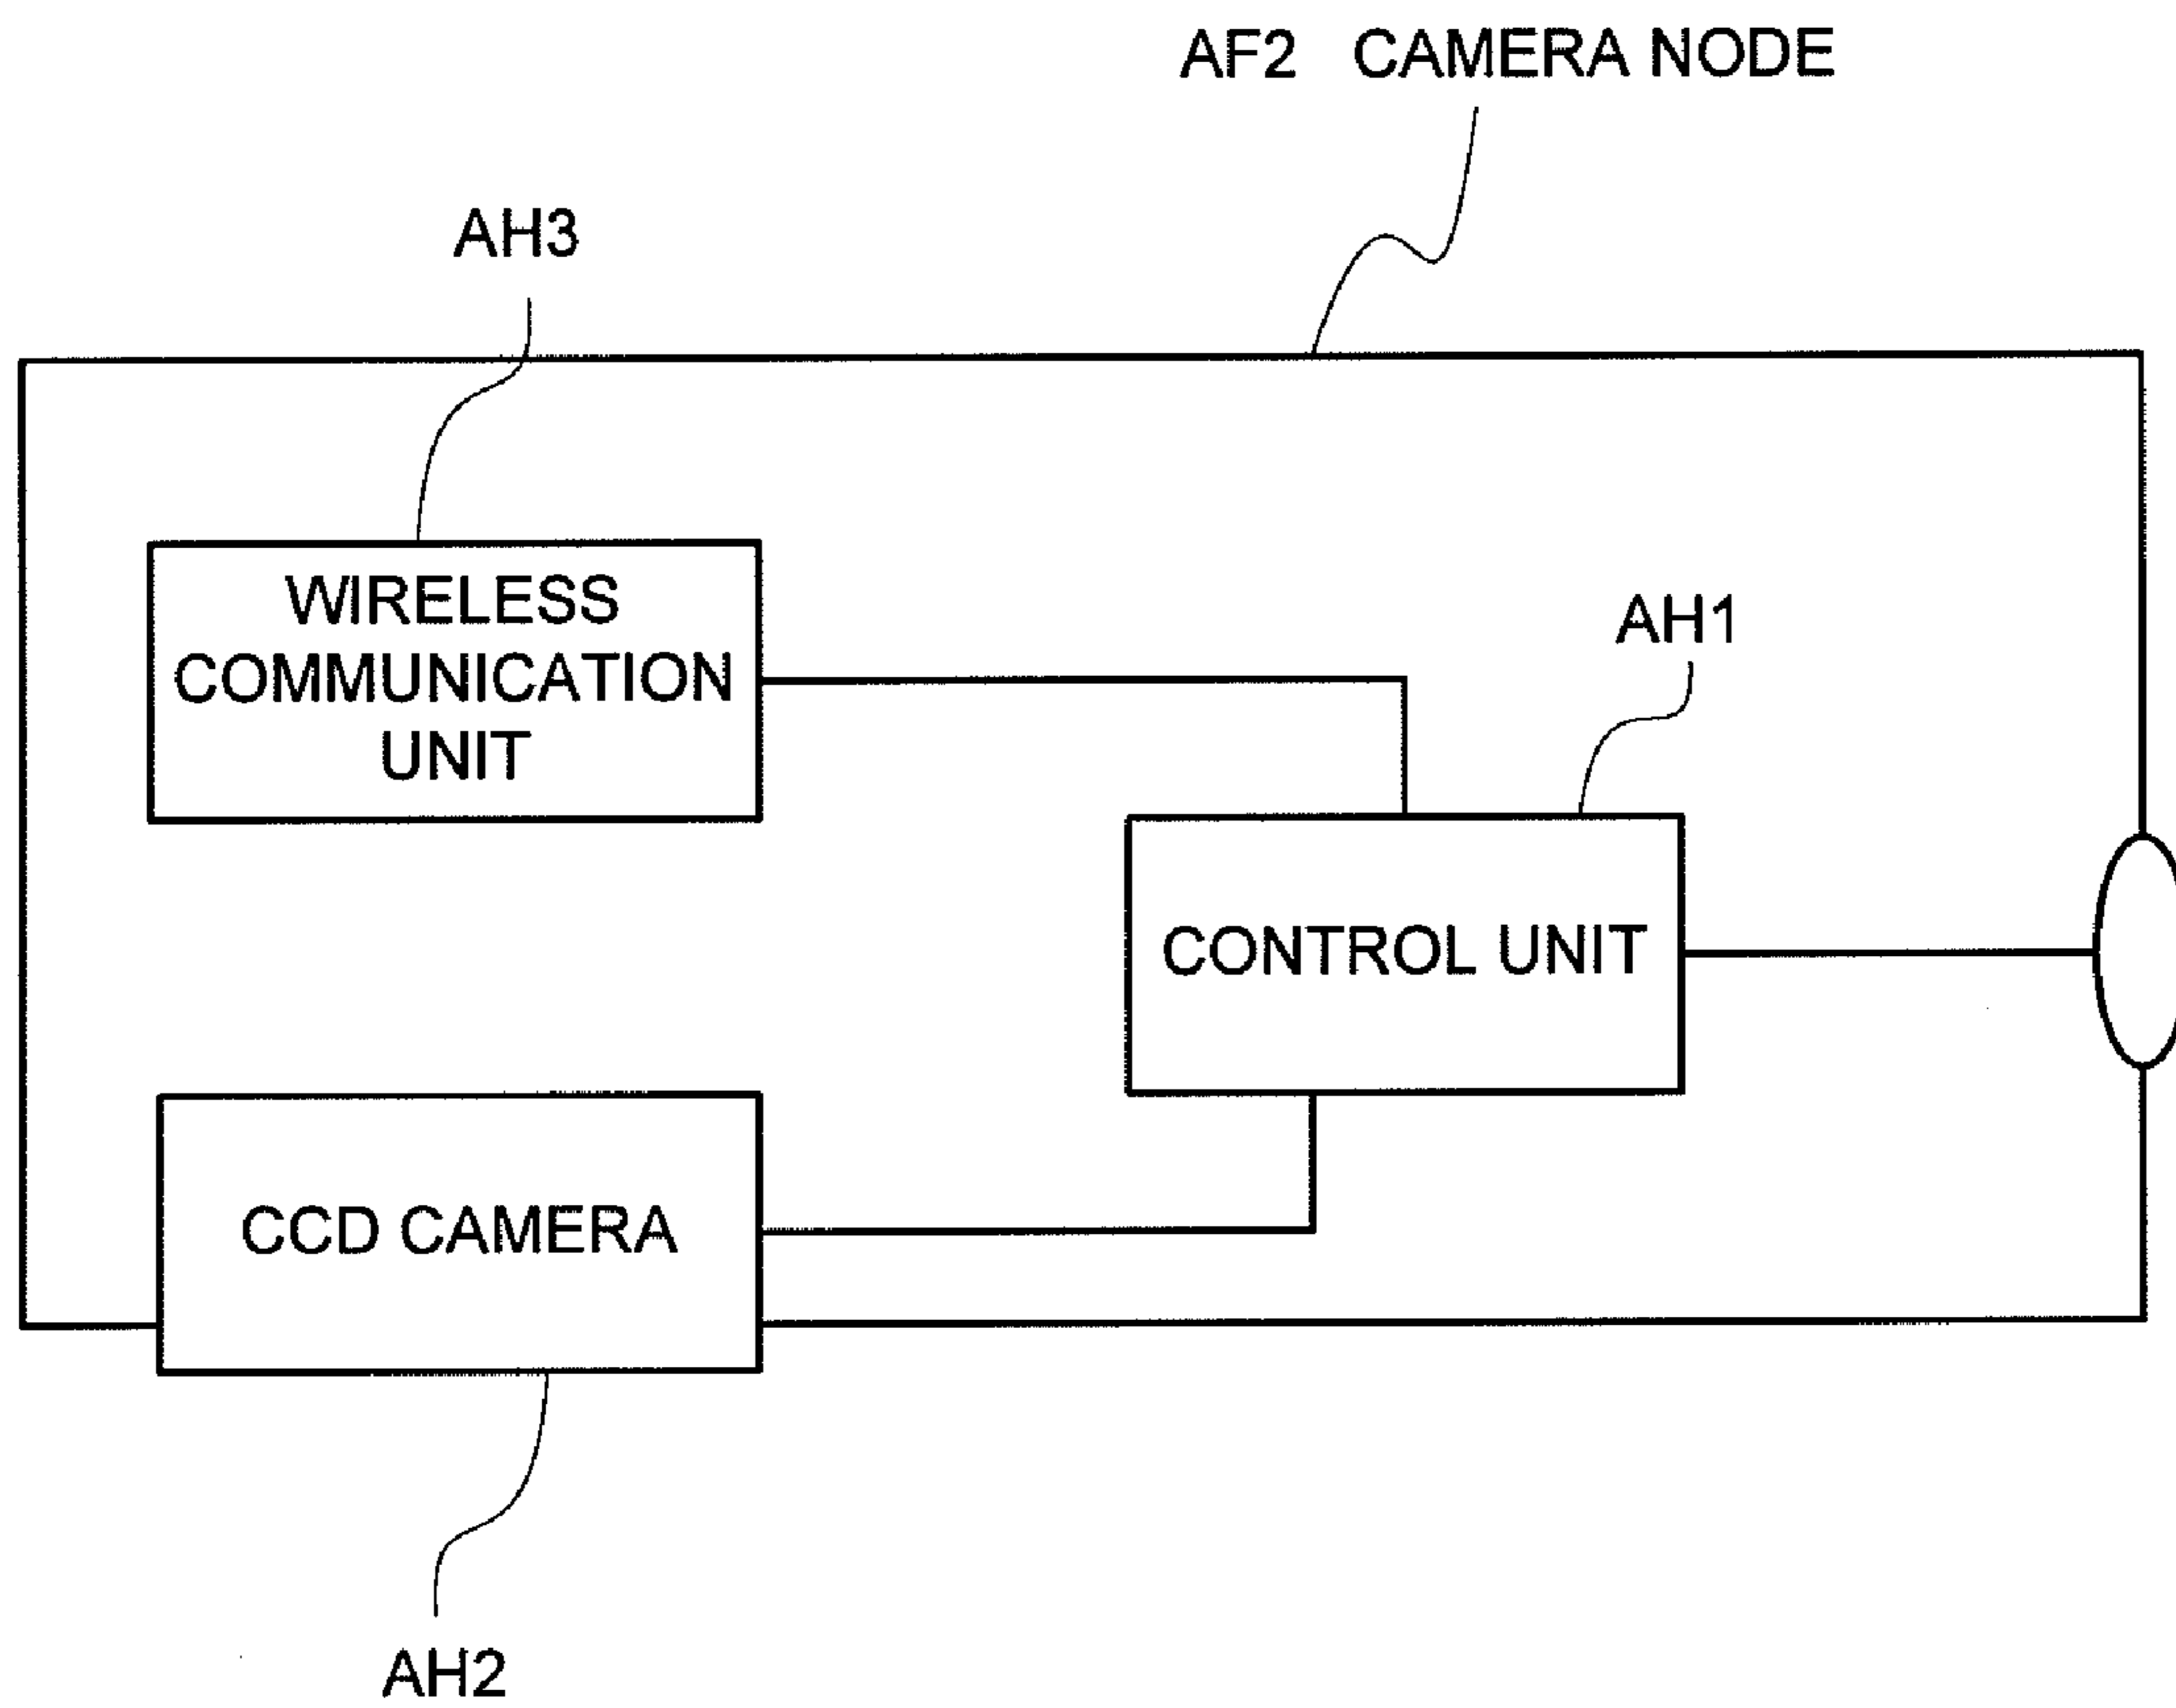 AF2 CAMERA NODE
AH3
WIRELESS
COMMUNICATION
UNIT
AH1
CONTROL UNIT
CCD CAMERA
AH2